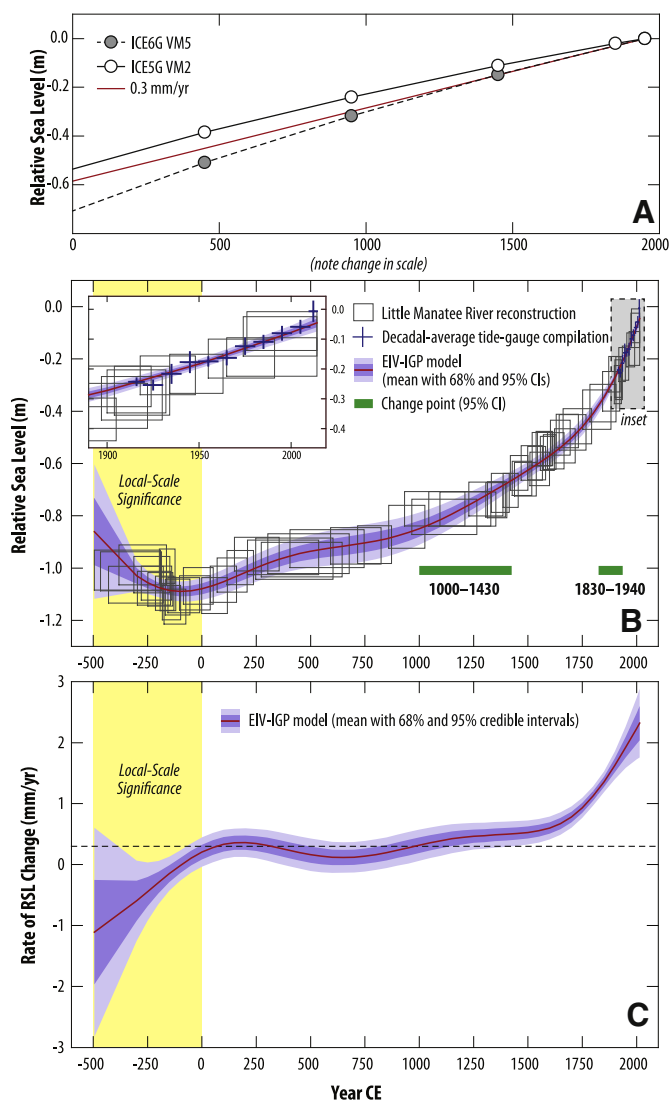 0.0
-0.2
-0.4
-0.6
Relative Sea Level (m)
ICE6G VM5
ICE5G VM2
0.3 mm/yr
A
0
500
1000
1500
2000
(note change in scale)
0.0
-0.2
-0.4
-0.6
-0.8
-1.0
-1.2
Relative Sea Level (m)
0.0
-0.1
-0.2
-0.3
-0.4
1900
1950
2000
Little Manatee River reconstruction
Decadal-average tide-gauge compilation
EIV-IGP model
(mean with 68% and 95% CIs)
Change point (95% CI)
inset
Local-Scale
Significance
1000–1430
1830–1940
B
-500
-250
0
250
500
750
1000
1250
1500
1750
2000
3
2
1
0
-1
-2
-3
Rate of RSL Change (mm/yr)
EIV-IGP model (mean with 68% and 95% credible intervals)
Local-Scale
Significance
C
-500
-250
0
250
500
750
1000
1250
1500
1750
2000
Year CE